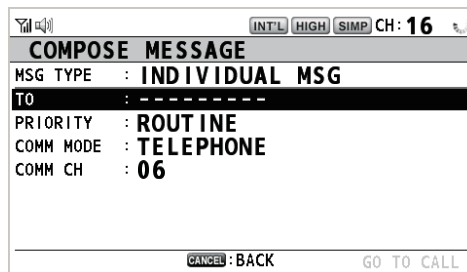 INT'L HIGH SIMP CH: 16
COMPOSE MESSAGE
MSG TYPE : INDIVIDUAL MSG
TO : ---------
PRIORITY : ROUTINE
COMM MODE : TELEPHONE
COMM CH : 06
CANCEL : BACK GO TO CALL